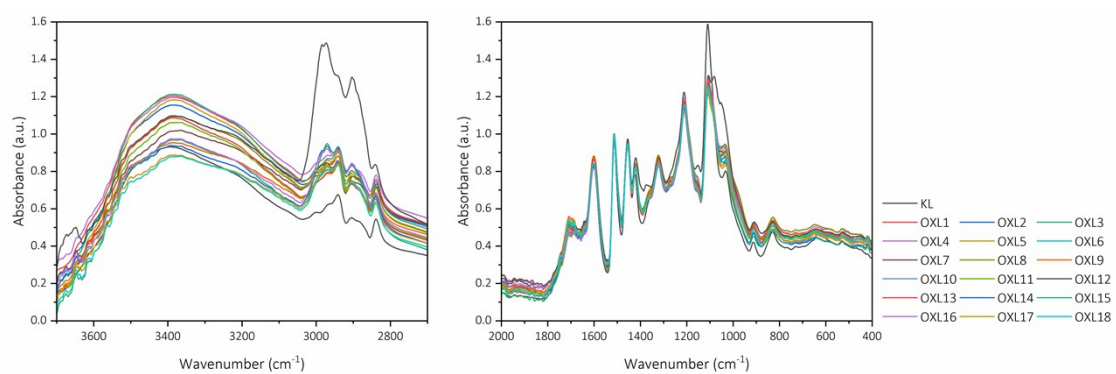 1.6
1.4
1.2
1.0
0.8
0.6
0.4
0.2
0.0
Absorbance (a.u.)
3600 3400 3200 3000 2800
Wavenumber (cm⁻¹)
1.6
1.4
1.2
1.0
0.8
0.6
0.4
0.2
0.0
Absorbance (a.u.)
2000 1800 1600 1400 1200 1000 800 600 400
Wavenumber (cm⁻¹)
KL
OXL1 OXL2 OXL3
OXL4 OXL5 OXL6
OXL7 OXL8 OXL9
OXL10 OXL11 OXL12
OXL13 OXL14 OXL15
OXL16 OXL17 OXL18